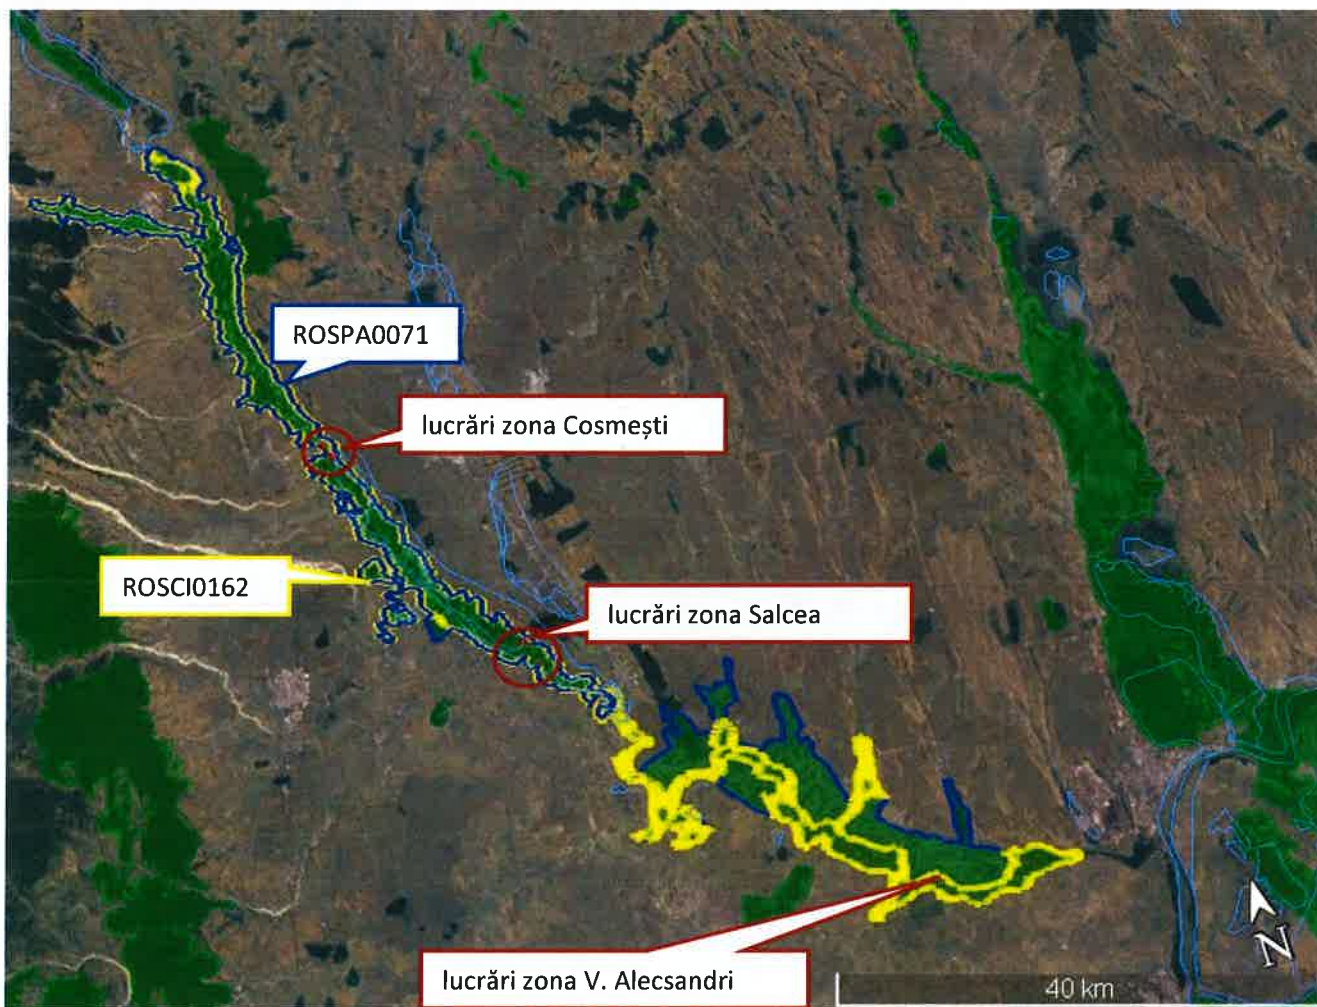 ROSPA0071
lucrări zona Cosmești
ROSCI0162
lucrări zona Salcea
lucrări zona V. Alecsandri
40 km
N